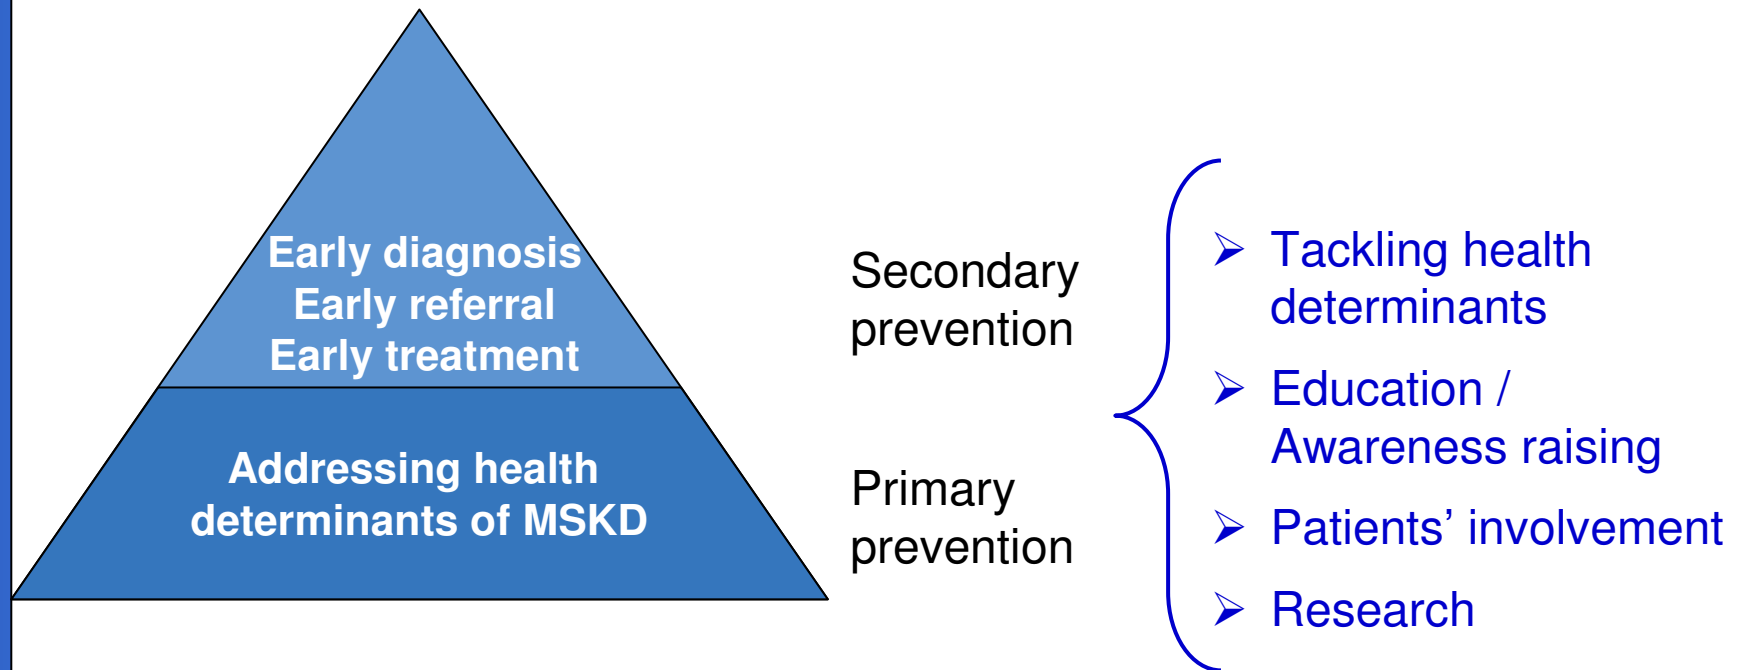 Early diagnosis
Early referral
Early treatment
Addressing health
determinants of MSKD
Secondary
prevention
Primary
prevention
➢ Tackling health
determinants
➢ Education /
Awareness raising
➢ Patients’ involvement
➢ Research